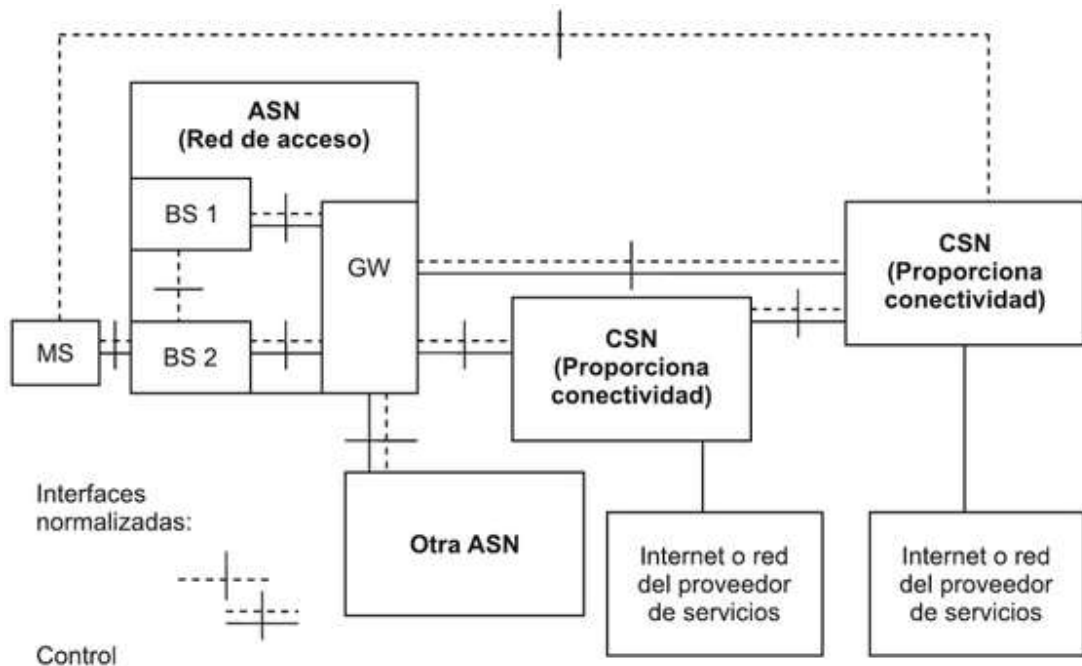 ASN
(Red de acceso)
BS 1
GW
MS
BS 2
CSN
(Proporciona
conectividad)
CSN
(Proporciona
conectividad)
Otra ASN
Internet o red
del proveedor
de servicios
Internet o red
del proveedor
de servicios
Interfaces
normalizadas:
Control